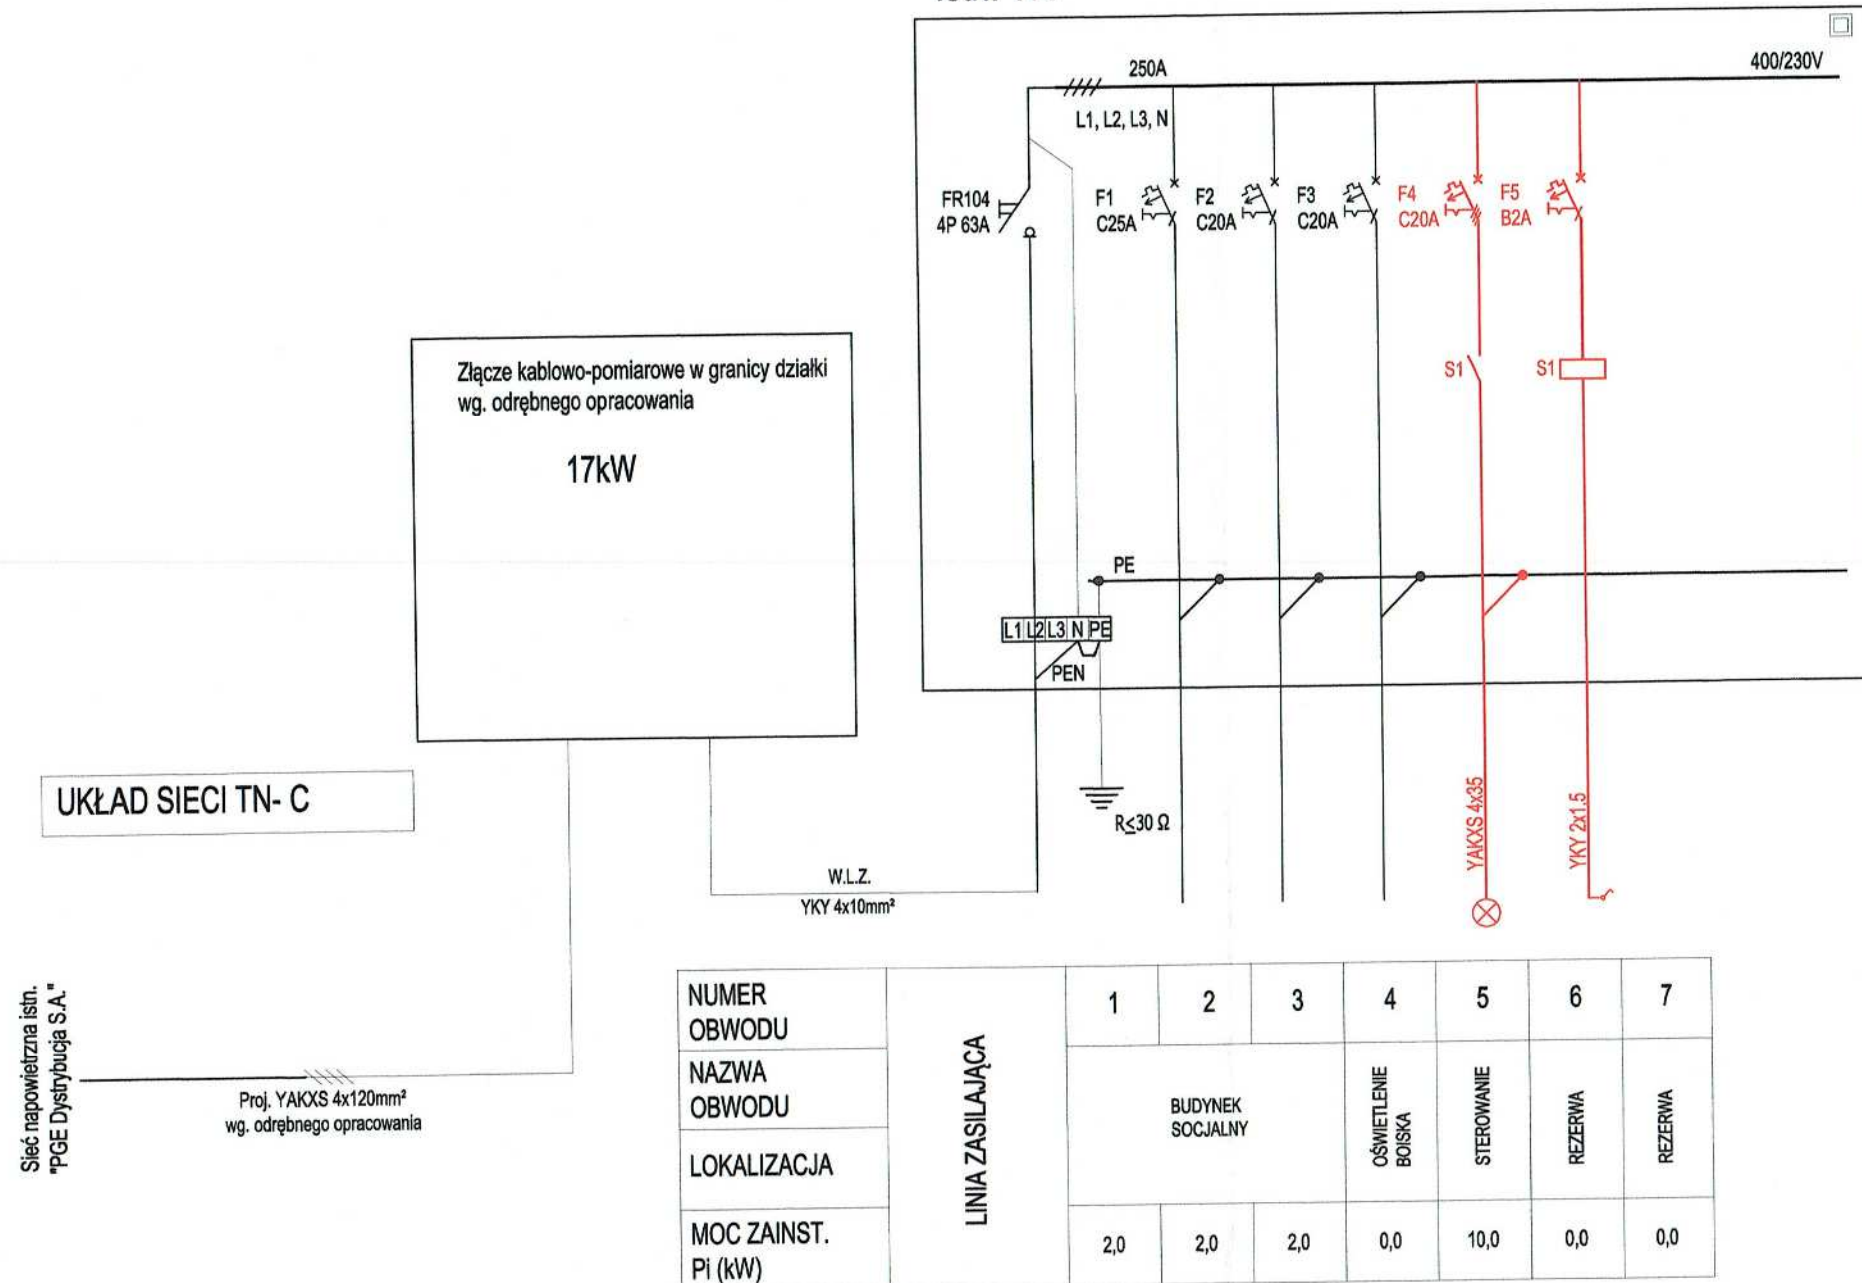 250A
400/230V
L1, L2, L3, N
FR104
4P 63A
F1
C25A
F2
C20A
F3
C20A
F4
C20A
F5
B2A
Złącze kablowo-pomiarowe w granicy działki
wg. odrębnego opracowania
17kW
S1
S1
PE
L1 L2 L3 N PE
PEN
UKŁAD SIECI TN- C
R≤30 Ω
YAKXS 4x35
YKY 2x1.5
W.L.Z.
YKY 4x10mm²
Sieć napowietrzna istn.
"PGE Dystrybucja S.A."
Proj. YAKXS 4x120mm²
wg. odrębnego opracowania
NUMER
OBWODU
LINIA ZASILAJĄCA
1 2 3 4 5 6 7
NAZWA
OBWODU
BUDYNEK
SOCJALNY
OŚWIETLENIE
BOISKA
STEROWANIE
REZERWA
REZERWA
LOKALIZACJA
MOC ZAINST.
Pi (kW)
2,0 2,0 2,0 0,0 10,0 0,0 0,0